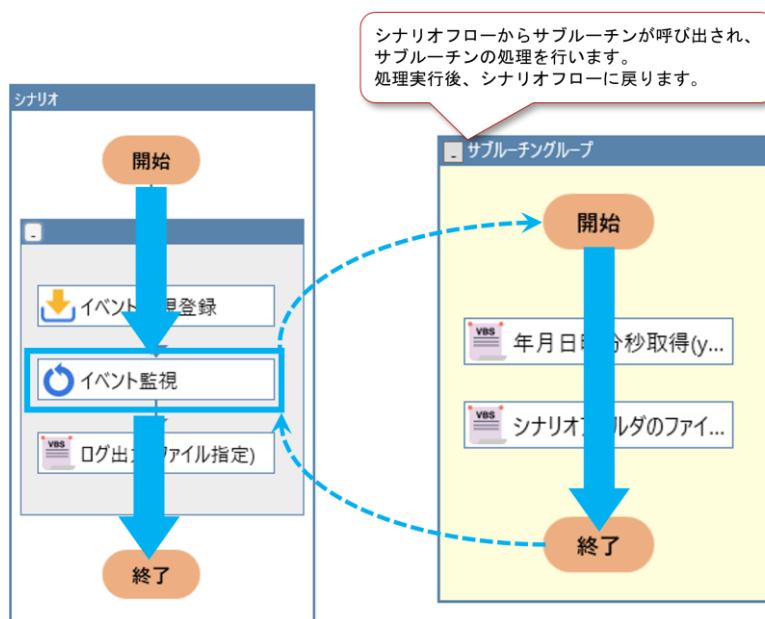 シナリオフローからサブルーチンが呼び出され、
サブルーチンの処理を行います。
処理実行後、シナリオフローに戻ります。
シナリオ
開始
イベント 登録
イベント監視
VBS ログ出 ファイル指定)
終了
サブルーチングループ
開始
VBS 年月日 分秒取得(y...
VBS シナリオ ルダのファイ...
終了